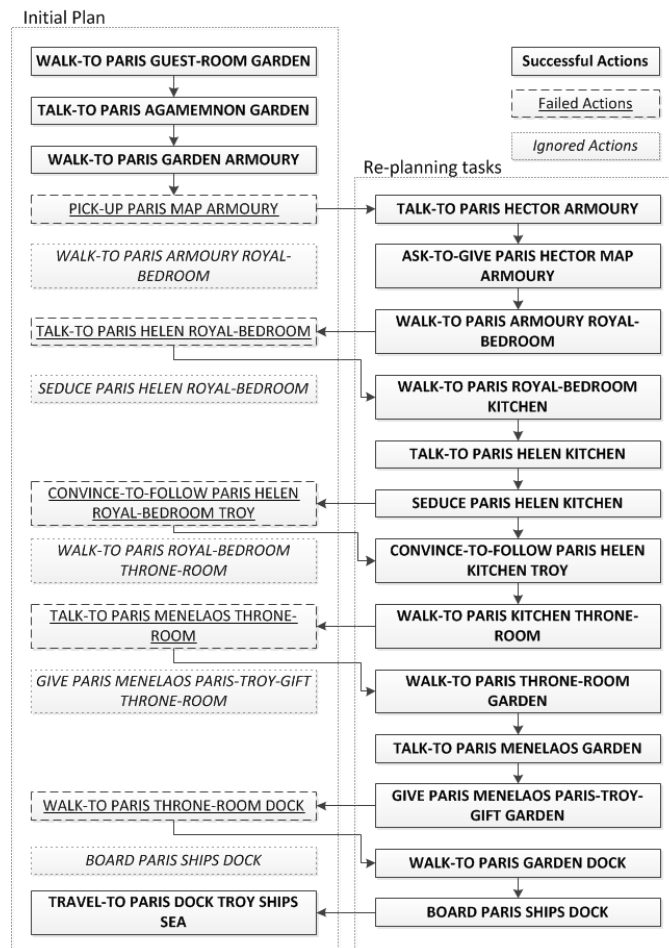 Initial Plan
WALK-TO PARIS GUEST-ROOM GARDEN
TALK-TO PARIS AGAMEMNON GARDEN
WALK-TO PARIS GARDEN ARMOURY
PICK-UP PARIS MAP ARMOURY
WALK-TO PARIS ARMOURY ROYAL-
BEDROOM
TALK-TO PARIS HELEN ROYAL-BEDROOM
SEDUCE PARIS HELEN ROYAL-BEDROOM
CONVINCE-TO-FOLLOW PARIS HELEN
ROYAL-BEDROOM TROY
WALK-TO PARIS ROYAL-BEDROOM
THRONE-ROOM
TALK-TO PARIS MENELAOS THRONE-
ROOM
GIVE PARIS MENELAOS PARIS-TROY-GIFT
THRONE-ROOM
WALK-TO PARIS THRONE-ROOM DOCK
BOARD PARIS SHIPS DOCK
TRAVEL-TO PARIS DOCK TROY SHIPS
SEA
Successful Actions
Failed Actions
Ignored Actions
Re-planning tasks
TALK-TO PARIS HECTOR ARMOURY
ASK-TO-GIVE PARIS HECTOR MAP
ARMOURY
WALK-TO PARIS ARMOURY ROYAL-
BEDROOM
WALK-TO PARIS ROYAL-BEDROOM
KITCHEN
TALK-TO PARIS HELEN KITCHEN
SEDUCE PARIS HELEN KITCHEN
CONVINCE-TO-FOLLOW PARIS HELEN
KITCHEN TROY
WALK-TO PARIS KITCHEN THRONE-
ROOM
WALK-TO PARIS THRONE-ROOM
GARDEN
TALK-TO PARIS MENELAOS GARDEN
GIVE PARIS MENELAOS PARIS-TROY-
GIFT GARDEN
WALK-TO PARIS GARDEN DOCK
BOARD PARIS SHIPS DOCK